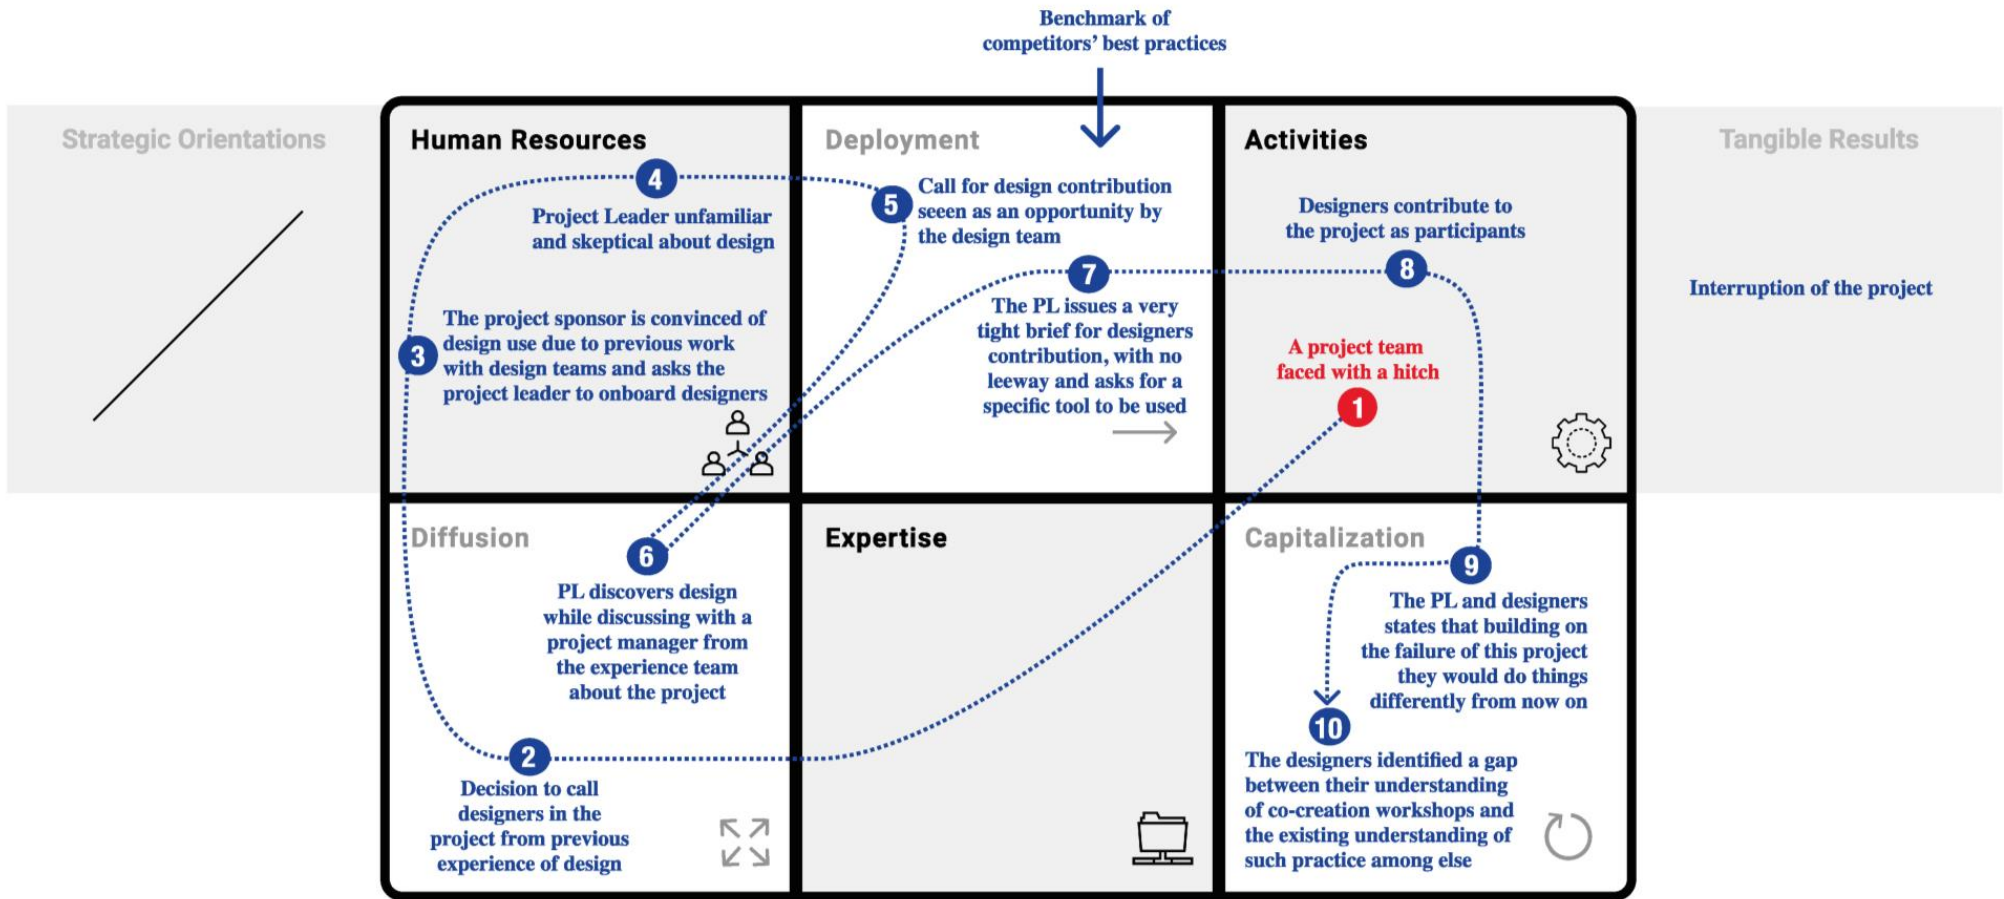 Benchmark of
competitors’ best practices
Strategic Orientations
Human Resources
4
Project Leader unfamiliar
and skeptical about design
3
The project sponsor is convinced of
design use due to previous work
with design teams and asks the
project leader to onboard designers
Deployment
5
Call for design contribution
seeen as an opportunity by
the design team
7
The PL issues a very
tight brief for designers
contribution, with no
leeway and asks for a
specific tool to be used
Activities
Designers contribute to
the project as participants
8
A project team
faced with a hitch
1
Tangible Results
Interruption of the project
Diffusion
6
PL discovers design
while discussing with a
project manager from
the experience team
about the project
2
Decision to call
designers in the
project from previous
experience of design
Expertise
Capitalization
9
The PL and designers
states that building on
the failure of this project
they would do things
differently from now on
10
The designers identified a gap
between their understanding
of co-creation workshops and
the existing understanding of
such practice among else